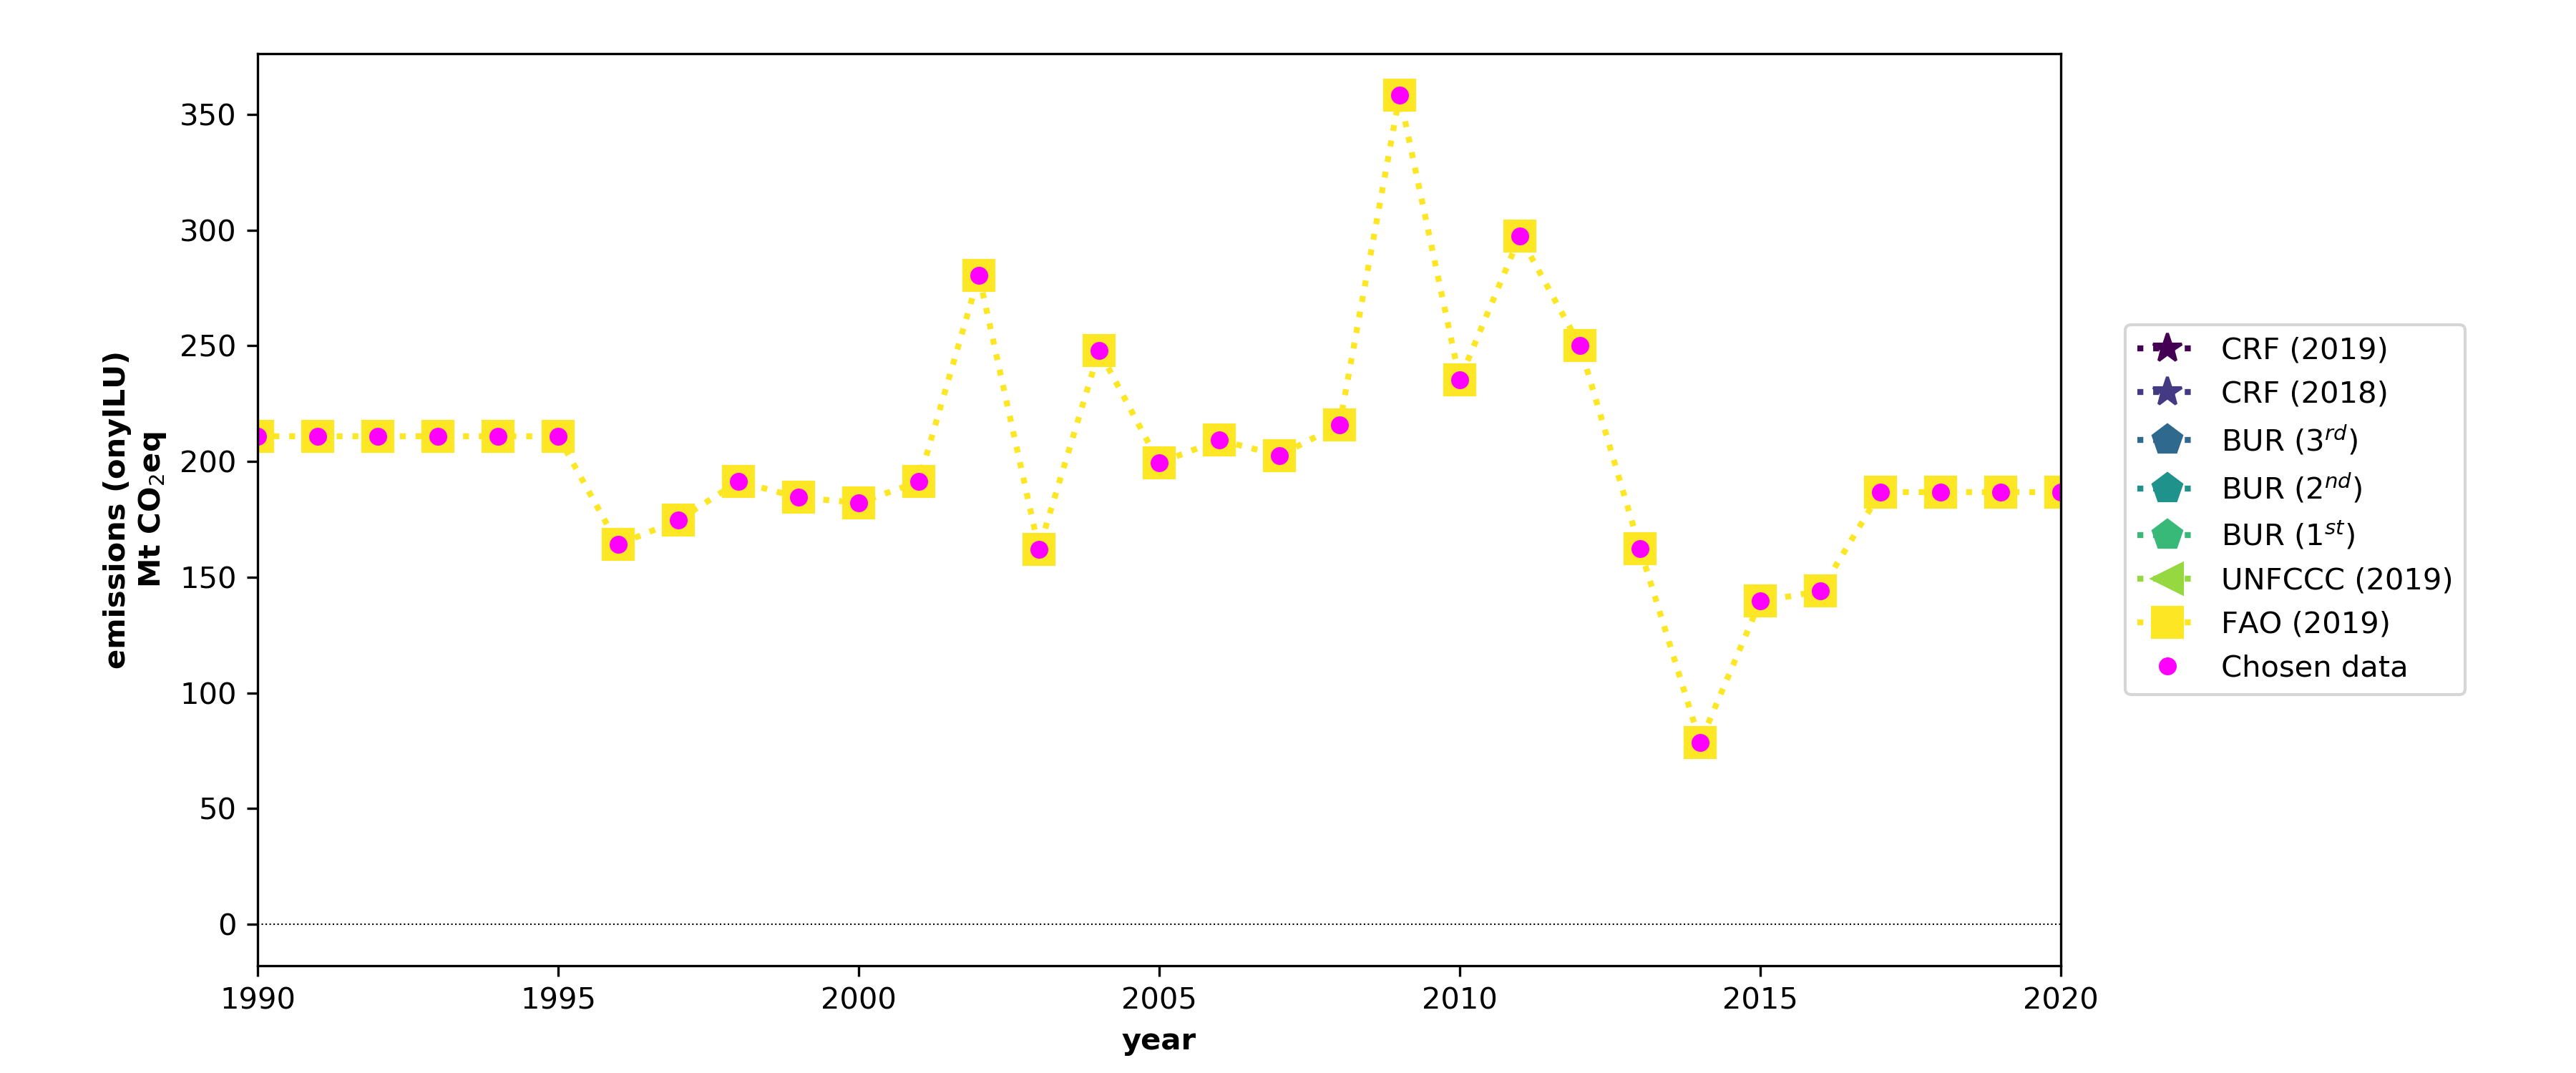 emissions (onylLU)
Mt CO₂eq
350
300
250
200
150
100
50
0
1990 1995 2000 2005 2010 2015 2020
year
CRF (2019)
CRF (2018)
BUR (3ʳᵈ)
BUR (2ⁿᵈ)
BUR (1ˢᵗ)
UNFCCC (2019)
FAO (2019)
Chosen data